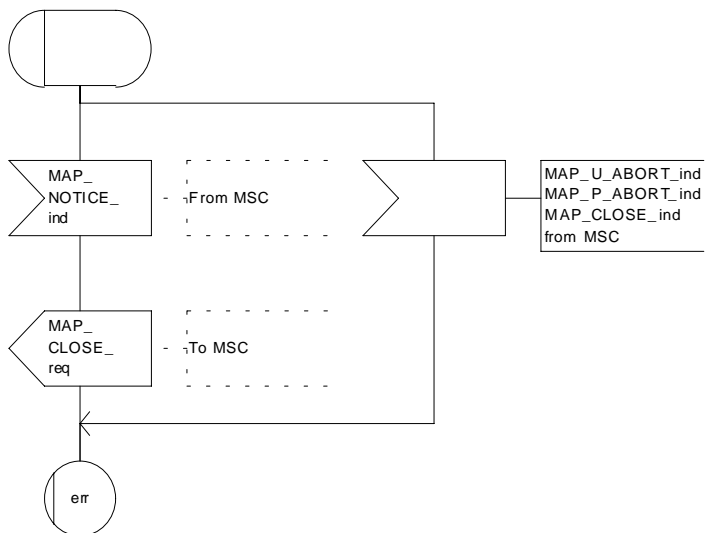 MAP_
NOTICE_
ind
From MSC
MAP_U_ABORT_ind
MAP_P_ABORT_ind
MAP_CLOSE_ind
from MSC
MAP_
CLOSE_
req
To MSC
err